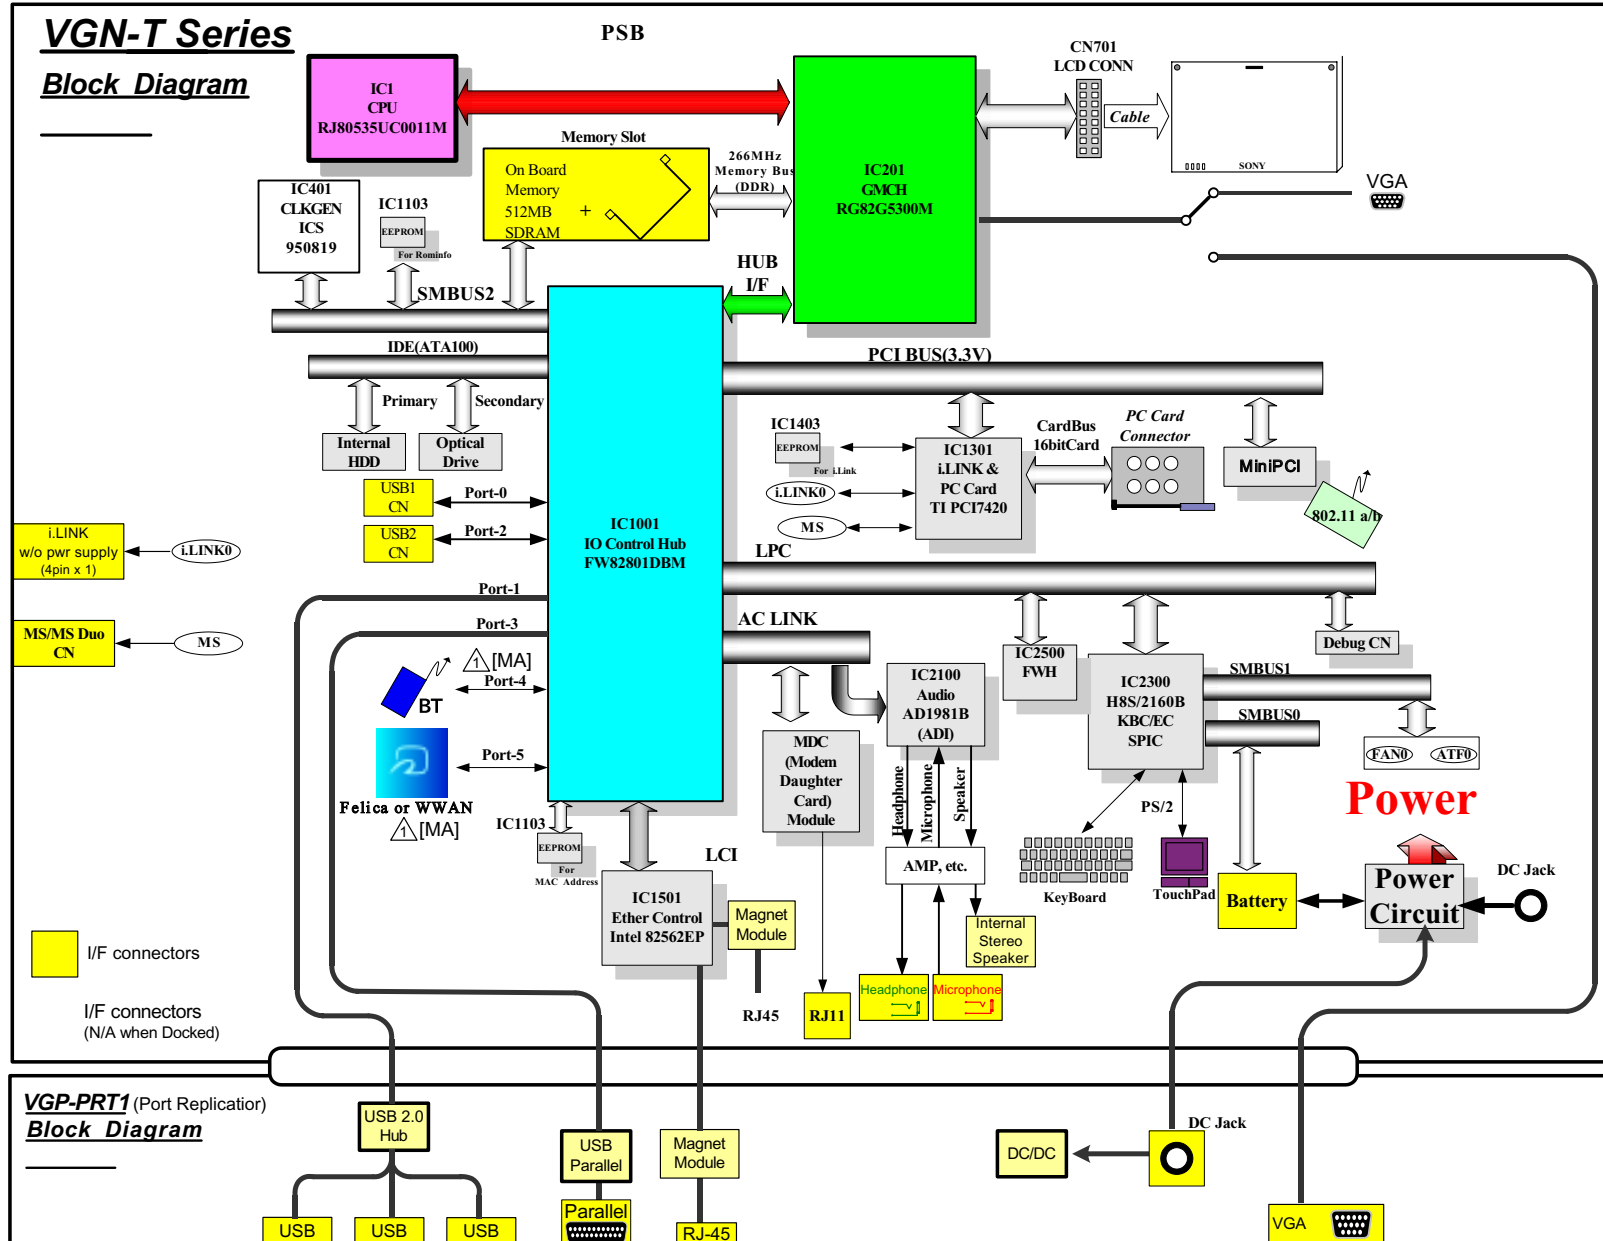 VGN-T Series
Block Diagram
PSB
IC1
CPU
RJ80535UC0011M
Memory Slot
On Board
Memory
512MB
SDRAM
+
266MHz
Memory Bus
(DDR)
IC201
GMCH
RG82G5300M
CN701
LCD CONN
Cable
SONY
VGA
IC401
CLKGEN
ICS
950819
IC1103
EEPROM
For Rominfo
SMBUS2
HUB
I/F
IDE(ATA100)
Primary
Secondary
Internal
HDD
Optical
Drive
PCI BUS(3.3V)
USB1
CN
Port-0
USB2
CN
Port-2
IC1001
IO Control Hub
FW82801DBM
IC1403
EEPROM
For i.Link
i.LINK0
MS
IC1301
i.LINK &
PC Card
TI PCI7420
CardBus
16bitCard
PC Card
Connector
MiniPCI
802.11 a/b
i.LINK
w/o pwr supply
(4pin x 1)
i.LINK0
MS/MS Duo
CN
MS
LPC
Port-1
Port-3
1 [MA]
Port-4
BT
Port-5
Felica or WWAN
1 [MA]
AC LINK
MDC
(Modem
Daughter
Card)
Module
IC2100
Audio
AD1981B
(ADI)
Headphone
Microphone
Speaker
AMP, etc.
IC2500
FWH
IC2300
H8S/2160B
KBC/EC
SPIC
Debug CN
SMBUS1
SMBUS0
FAN0
ATF0
Power
PS/2
KeyBoard
TouchPad
Battery
Power
Circuit
DC Jack
IC1103
EEPROM
For
MAC Address
LCI
IC1501
Ether Control
Intel 82562EP
Magnet
Module
RJ45
RJ11
Headphone
Microphone
Internal
Stereo
Speaker
I/F connectors
I/F connectors
(N/A when Docked)
VGP-PRT1 (Port Replicatior)
Block Diagram
USB 2.0
Hub
USB
USB
USB
USB
Parallel
Parallel
Magnet
Module
RJ-45
DC/DC
DC Jack
VGA